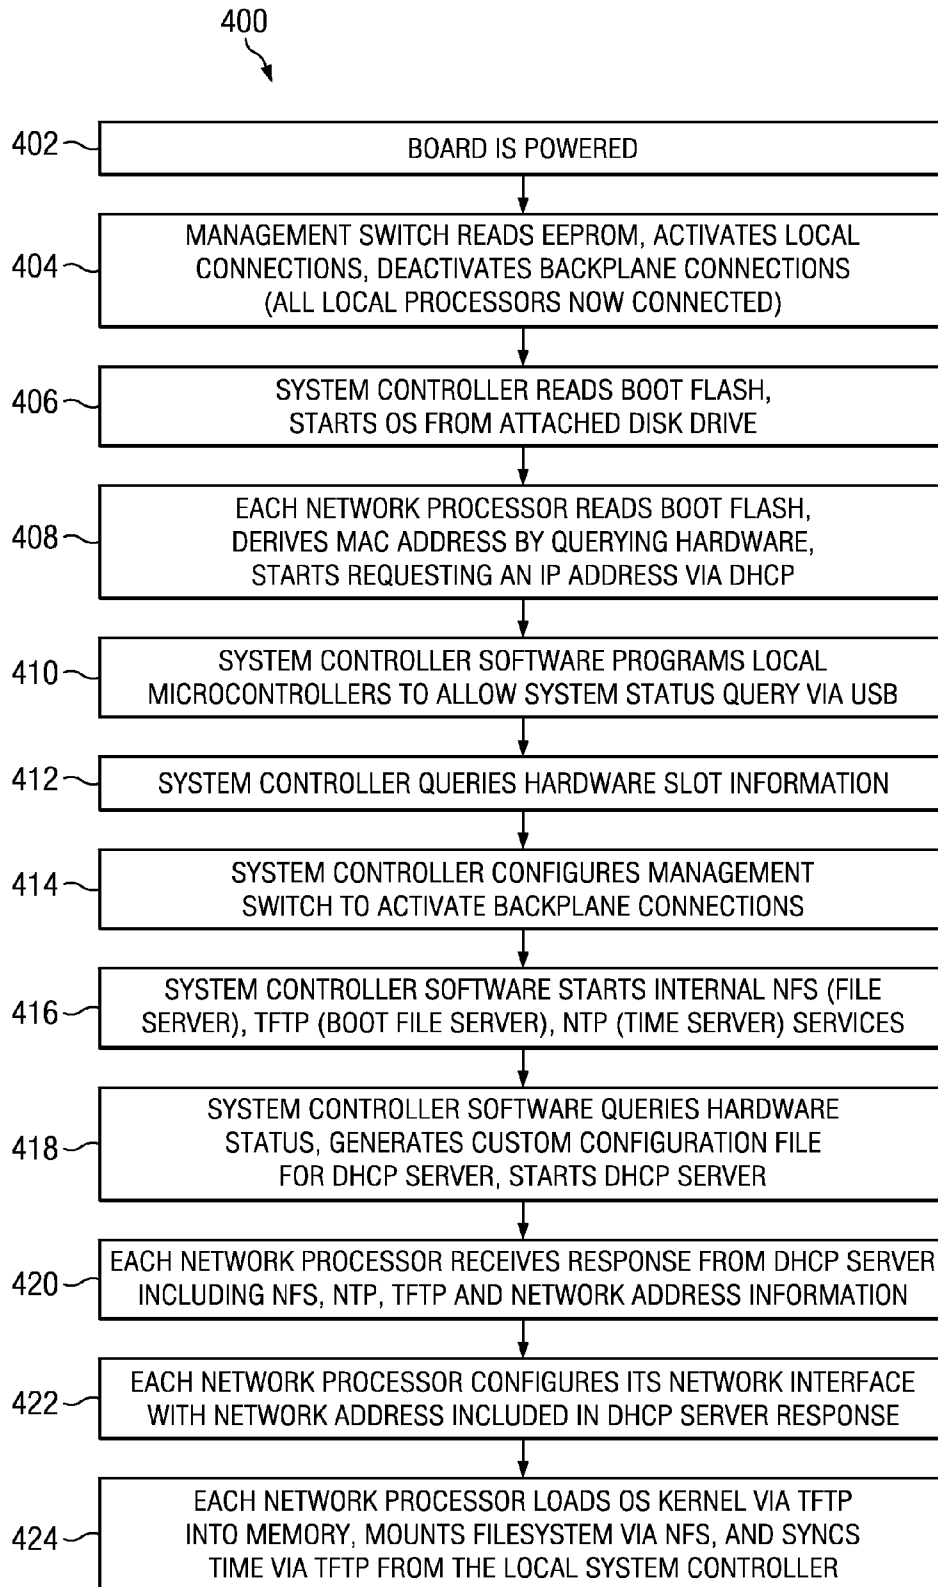 400
402
BOARD IS POWERED
404
MANAGEMENT SWITCH READS EEPROM, ACTIVATES LOCAL
CONNECTIONS, DEACTIVATES BACKPLANE CONNECTIONS
(ALL LOCAL PROCESSORS NOW CONNECTED)
406
SYSTEM CONTROLLER READS BOOT FLASH,
STARTS OS FROM ATTACHED DISK DRIVE
408
EACH NETWORK PROCESSOR READS BOOT FLASH,
DERIVES MAC ADDRESS BY QUERYING HARDWARE,
STARTS REQUESTING AN IP ADDRESS VIA DHCP
410
SYSTEM CONTROLLER SOFTWARE PROGRAMS LOCAL
MICROCONTROLLERS TO ALLOW SYSTEM STATUS QUERY VIA USB
412
SYSTEM CONTROLLER QUERIES HARDWARE SLOT INFORMATION
414
SYSTEM CONTROLLER CONFIGURES MANAGEMENT
SWITCH TO ACTIVATE BACKPLANE CONNECTIONS
416
SYSTEM CONTROLLER SOFTWARE STARTS INTERNAL NFS (FILE
SERVER), TFTP (BOOT FILE SERVER), NTP (TIME SERVER) SERVICES
418
SYSTEM CONTROLLER SOFTWARE QUERIES HARDWARE
STATUS, GENERATES CUSTOM CONFIGURATION FILE
FOR DHCP SERVER, STARTS DHCP SERVER
420
EACH NETWORK PROCESSOR RECEIVES RESPONSE FROM DHCP SERVER
INCLUDING NFS, NTP, TFTP AND NETWORK ADDRESS INFORMATION
422
EACH NETWORK PROCESSOR CONFIGURES ITS NETWORK INTERFACE
WITH NETWORK ADDRESS INCLUDED IN DHCP SERVER RESPONSE
424
EACH NETWORK PROCESSOR LOADS OS KERNEL VIA TFTP
INTO MEMORY, MOUNTS FILESYSTEM VIA NFS, AND SYNCS
TIME VIA TFTP FROM THE LOCAL SYSTEM CONTROLLER